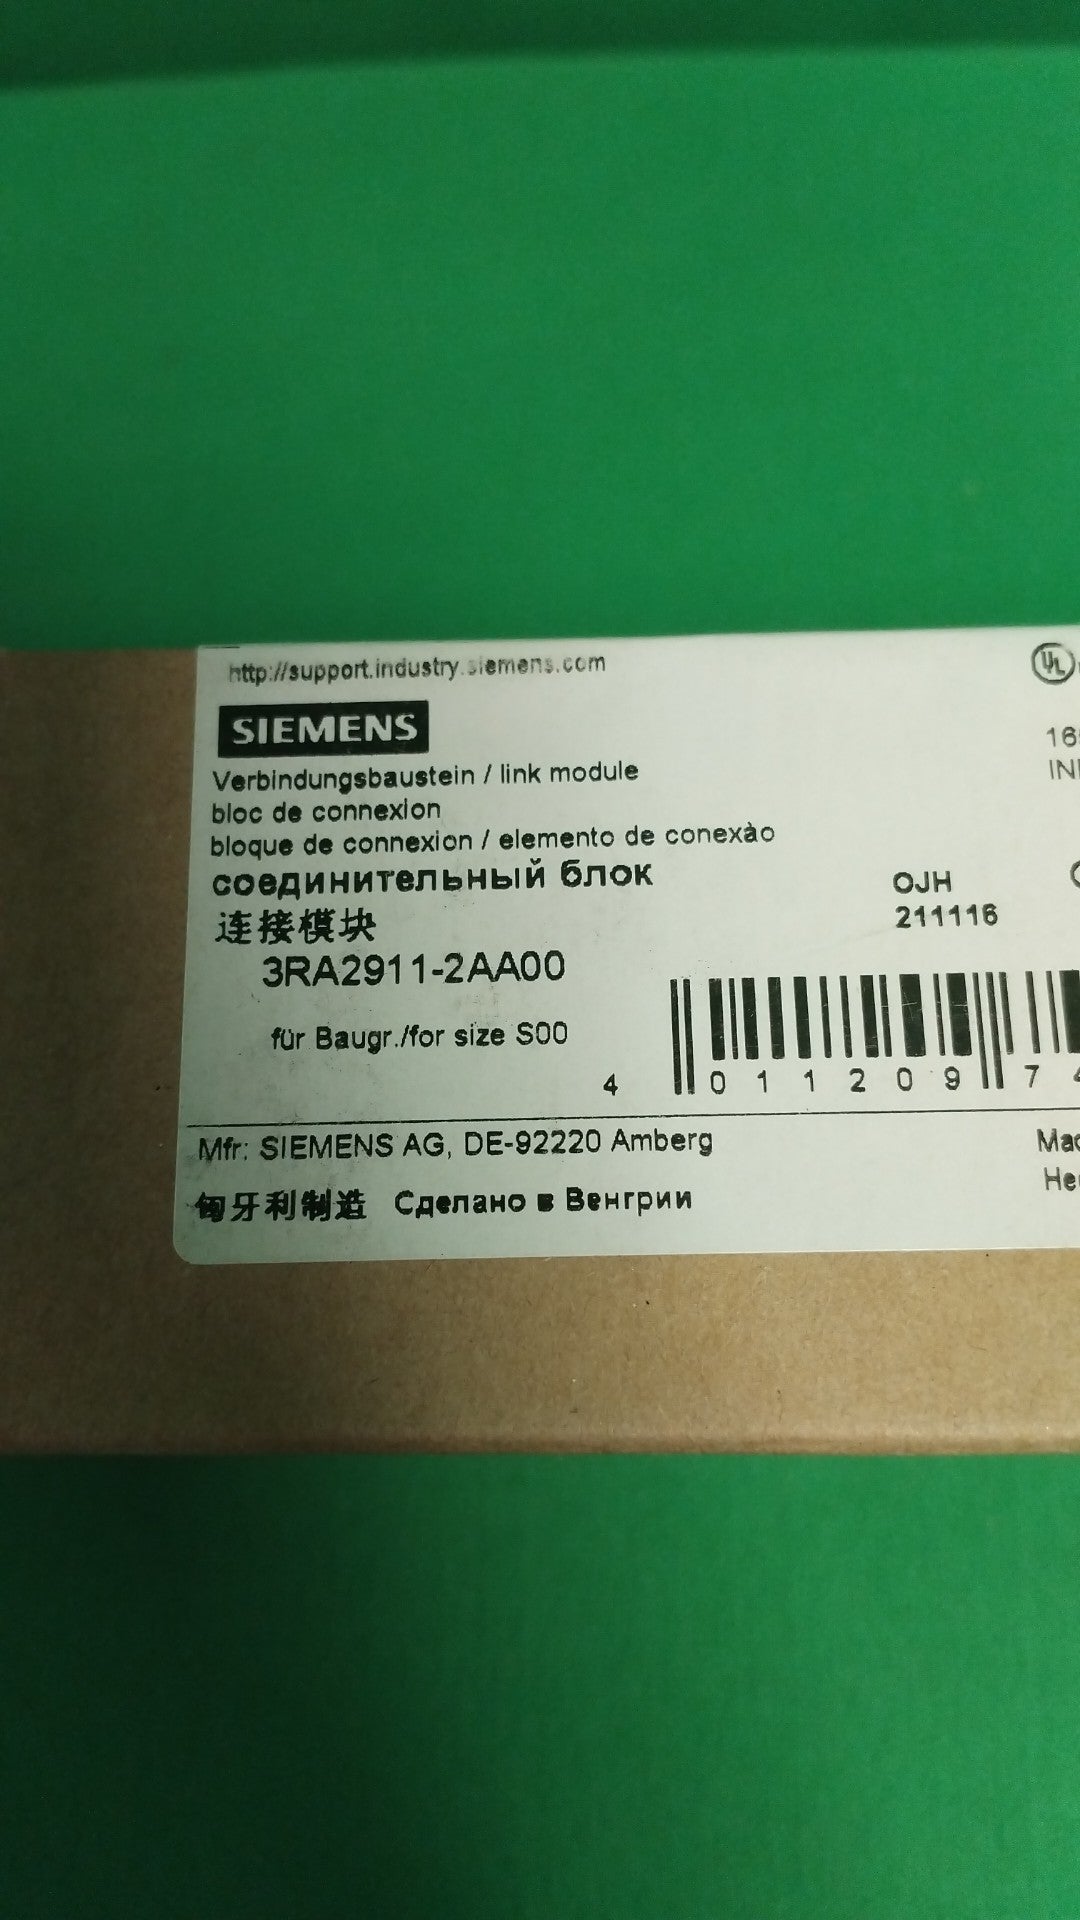 http://support.industry.siemens.com
UL
SIEMENS
Verbindungsbaustein / link module
bloc de connexion
bloque de connexion / elemento de conexào
соединительный блок
连接模块
OJH
211116
3RA2911-2AA00
für Baugr./for size S00
4 011209 74
Mfr: SIEMENS AG, DE-92220 Amberg
匈牙利制造 Сделано в Венгрии